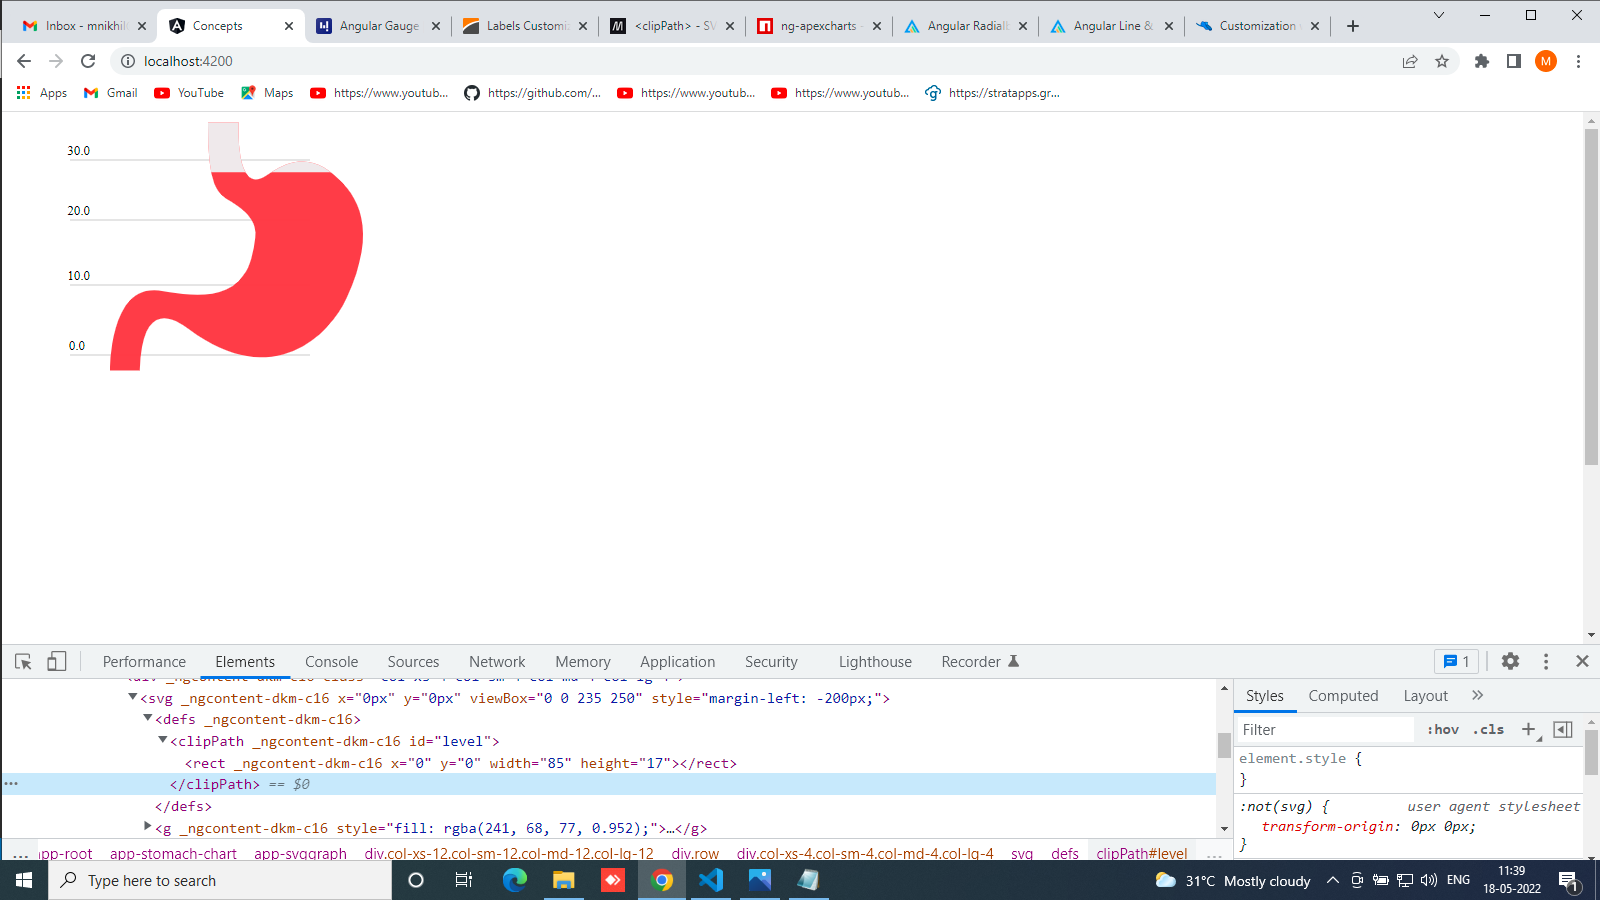 Inbox - mnikhil
Concepts
Angular Gauge
Labels Customiz
<clipPath> - SV
ng-apexcharts -
Angular Radialb
Angular Line &
Customization
localhost:4200
M
Apps
Gmail
YouTube
Maps
https://www.youtub...
https://github.com/...
https://www.youtub...
https://www.youtub...
https://stratapps.gr...
30.0
20.0
10.0
0.0
Performance
Elements
Console
Sources
Network
Memory
Application
Security
Lighthouse
Recorder
1
<svg _ngcontent-dkm-c16 x="0px" y="0px" viewBox="0 0 235 250" style="margin-left: -200px;">
<defs _ngcontent-dkm-c16>
<clipPath _ngcontent-dkm-c16 id="level">
<rect _ngcontent-dkm-c16 x="0" y="0" width="85" height="17"></rect>
... </clipPath> == $0
</defs>
<g _ngcontent-dkm-c16 style="fill: rgba(241, 68, 77, 0.952);">…</g>
... app-root app-stomach-chart app-svggraph div.col-xs-12.col-sm-12.col-md-12.col-lg-12 div.row div.col-xs-4.col-sm-4.col-md-4.col-lg-4 svg defs clipPath#level ...
Styles
Computed
Layout
Filter
:hov .cls
element.style {
}
:not(svg) { user agent stylesheet
transform-origin: 0px 0px;
}
Type here to search
31°C Mostly cloudy
ENG
11:39
18-05-2022
1